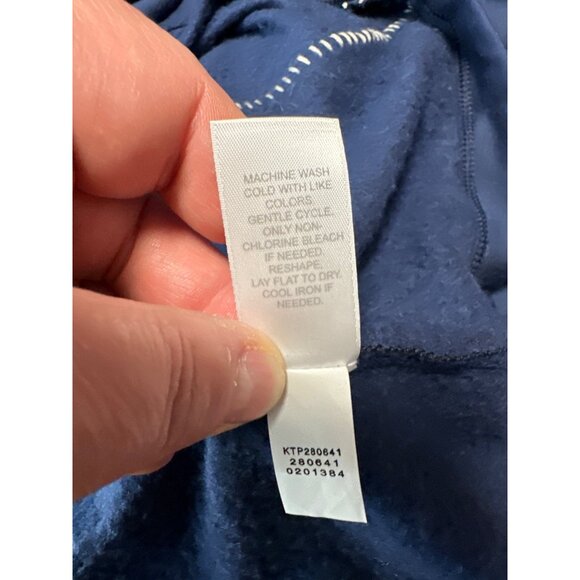 MACHINE WASH
COLD WITH LIKE
COLORS.
GENTLE CYCLE.
ONLY NON-
CHLORINE BLEACH
IF NEEDED
RESHAPE,
LAY FLAT TO DRY.
COOL IRON IF
NEEDED.
KTP280641
280641
0201384